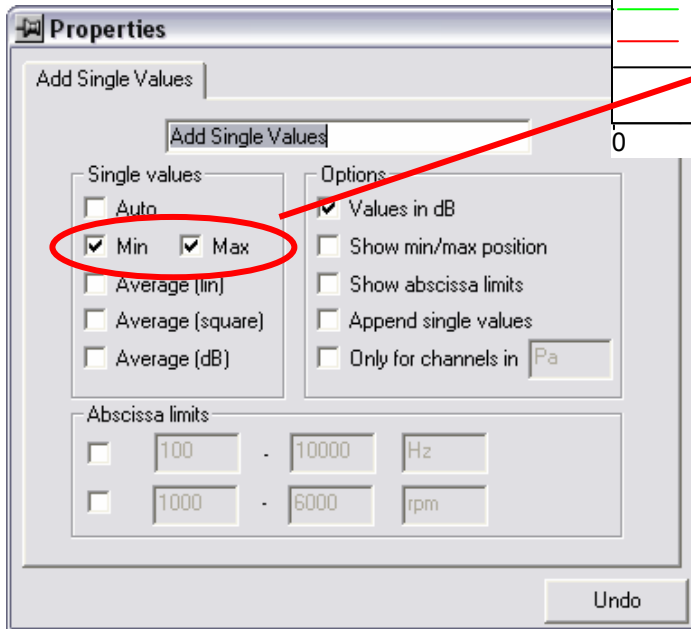 Properties
0
Add Single Values
Add Single Values
Single values
Auto
Min Max
Average (lin)
Average (square)
Average (dB)
Options
Values in dB
Show min/max position
Show abscissa limits
Append single values
Only for channels in Pa
Abscissa limits
100 - 10000 Hz
1000 - 6000 rpm
Undo